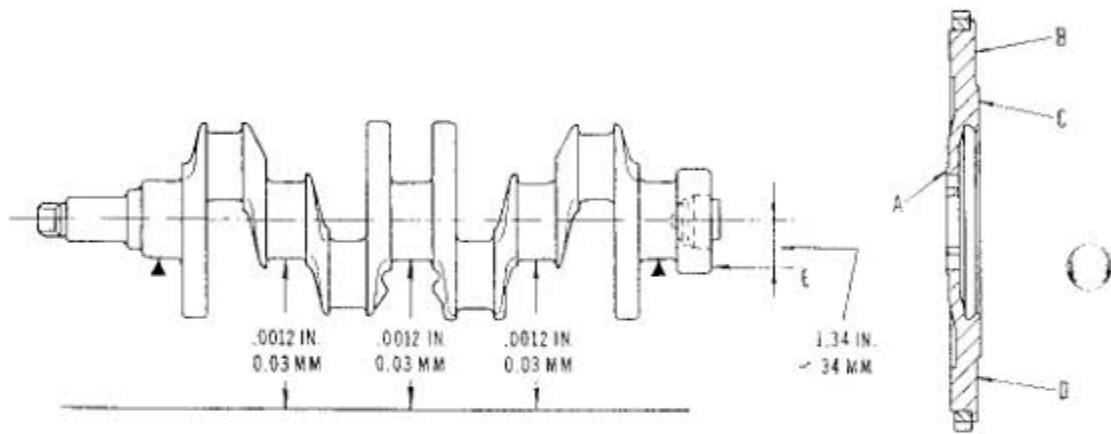 B
C
A
E
.0012 IN.
0.03 MM
.0012 IN.
0.03 MM
.0012 IN.
0.03 MM
1.34 IN.
34 MM
D